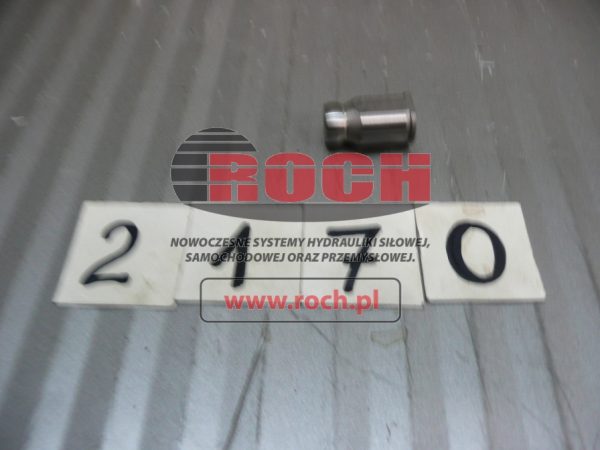 ROCH
2 1 7 0
NOWOCZESNE SYSTEMY HYDRAULIKI SIŁOWEJ,
SAMOCHODOWEJ ORAZ PRZEMYSŁOWEJ.
www.roch.pl